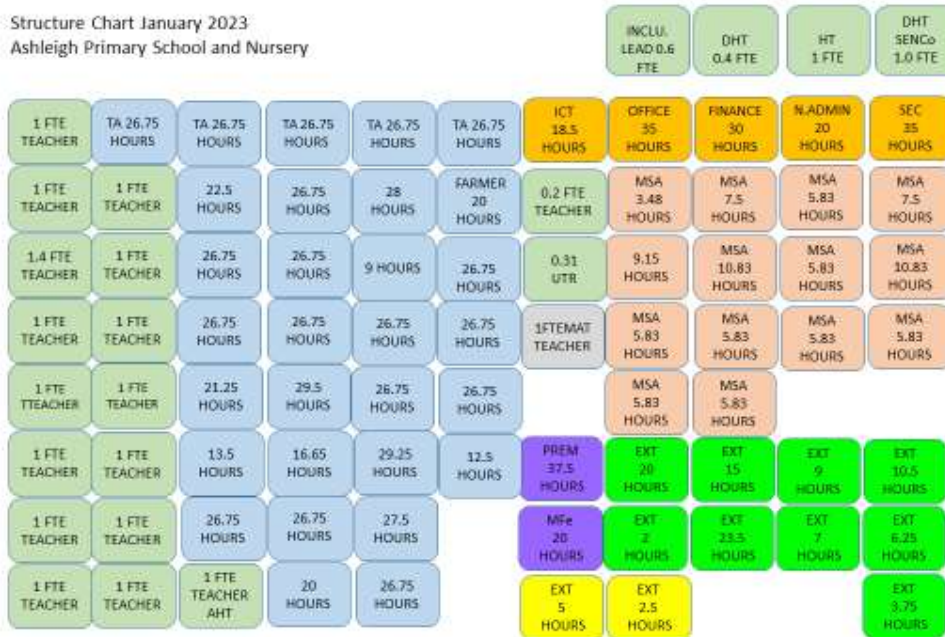 Structure Chart January 2023
Ashleigh Primary School and Nursery
INCLU.
LEAD 0.6
FTE
DHT
0.4 FTE
HT
1 FTE
DHT
SENCo
1.0 FTE
1 FTE
TEACHER
TA 26.75
HOURS
TA 26.75
HOURS
TA 26.75
HOURS
TA 26.75
HOURS
TA 26.75
HOURS
ICT
18.5
HOURS
OFFICE
35
HOURS
FINANCE
30
HOURS
N.ADMIN
20
HOURS
SEC
35
HOURS
1 FTE
TEACHER
1 FTE
TEACHER
22.5
HOURS
26.75
HOURS
28
HOURS
FARMER
20
HOURS
0.2 FTE
TEACHER
MSA
3.48
HOURS
MSA
7.5
HOURS
MSA
5.83
HOURS
MSA
7.5
HOURS
1.4 FTE
TEACHER
1 FTE
TEACHER
26.75
HOURS
26.75
HOURS
9 HOURS
26.75
HOURS
0.31
UTR
9.15
HOURS
MSA
10.83
HOURS
MSA
5.83
HOURS
MSA
10.83
HOURS
1 FTE
TEACHER
1 FTE
TEACHER
26.75
HOURS
26.75
HOURS
26.75
HOURS
26.75
HOURS
1FTEMAT
TEACHER
MSA
5.83
HOURS
MSA
5.83
HOURS
MSA
5.83
HOURS
MSA
5.83
HOURS
1 FTE
TTEACHER
1 FTE
TEACHER
21.25
HOURS
29.5
HOURS
26.75
HOURS
26.75
HOURS
MSA
5.83
HOURS
MSA
5.83
HOURS
1 FTE
TEACHER
1 FTE
TEACHER
13.5
HOURS
16.65
HOURS
29.25
HOURS
12.5
HOURS
PREM
37.5
HOURS
EXT
20
HOURS
EXT
15
HOURS
EXT
9
HOURS
EXT
10.5
HOURS
1 FTE
TEACHER
1 FTE
TEACHER
26.75
HOURS
26.75
HOURS
27.5
HOURS
MFe
20
HOURS
EXT
2
HOURS
EXT
23.5
HOURS
EXT
7
HOURS
EXT
6.25
HOURS
1 FTE
TEACHER
1 FTE
TEACHER
1 FTE
TEACHER
AHT
20
HOURS
26.75
HOURS
EXT
5
HOURS
EXT
2.5
HOURS
EXT
3.75
HOURS